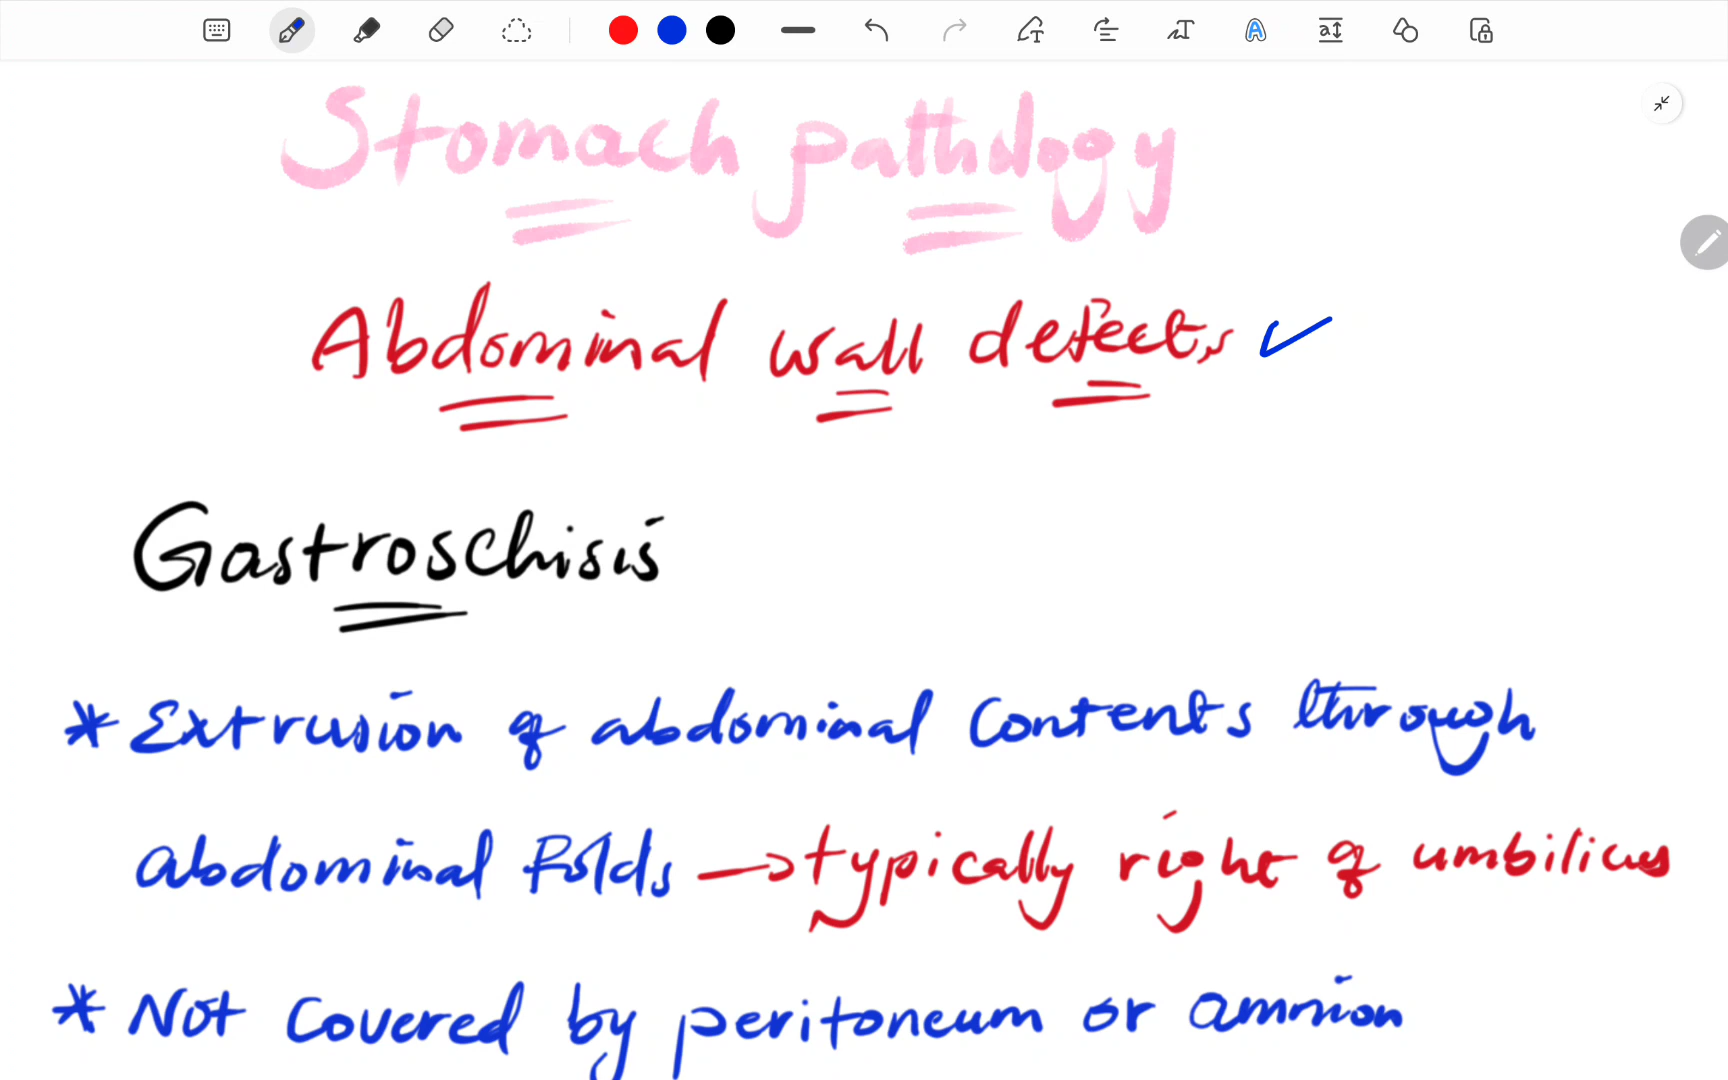 Stomach pathology
Abdominal wall defects
Gastroschisis
* Extrusion of abdominal contents through
abdominal folds → typically right of umbilicus
* Not covered by peritoneum or amnion